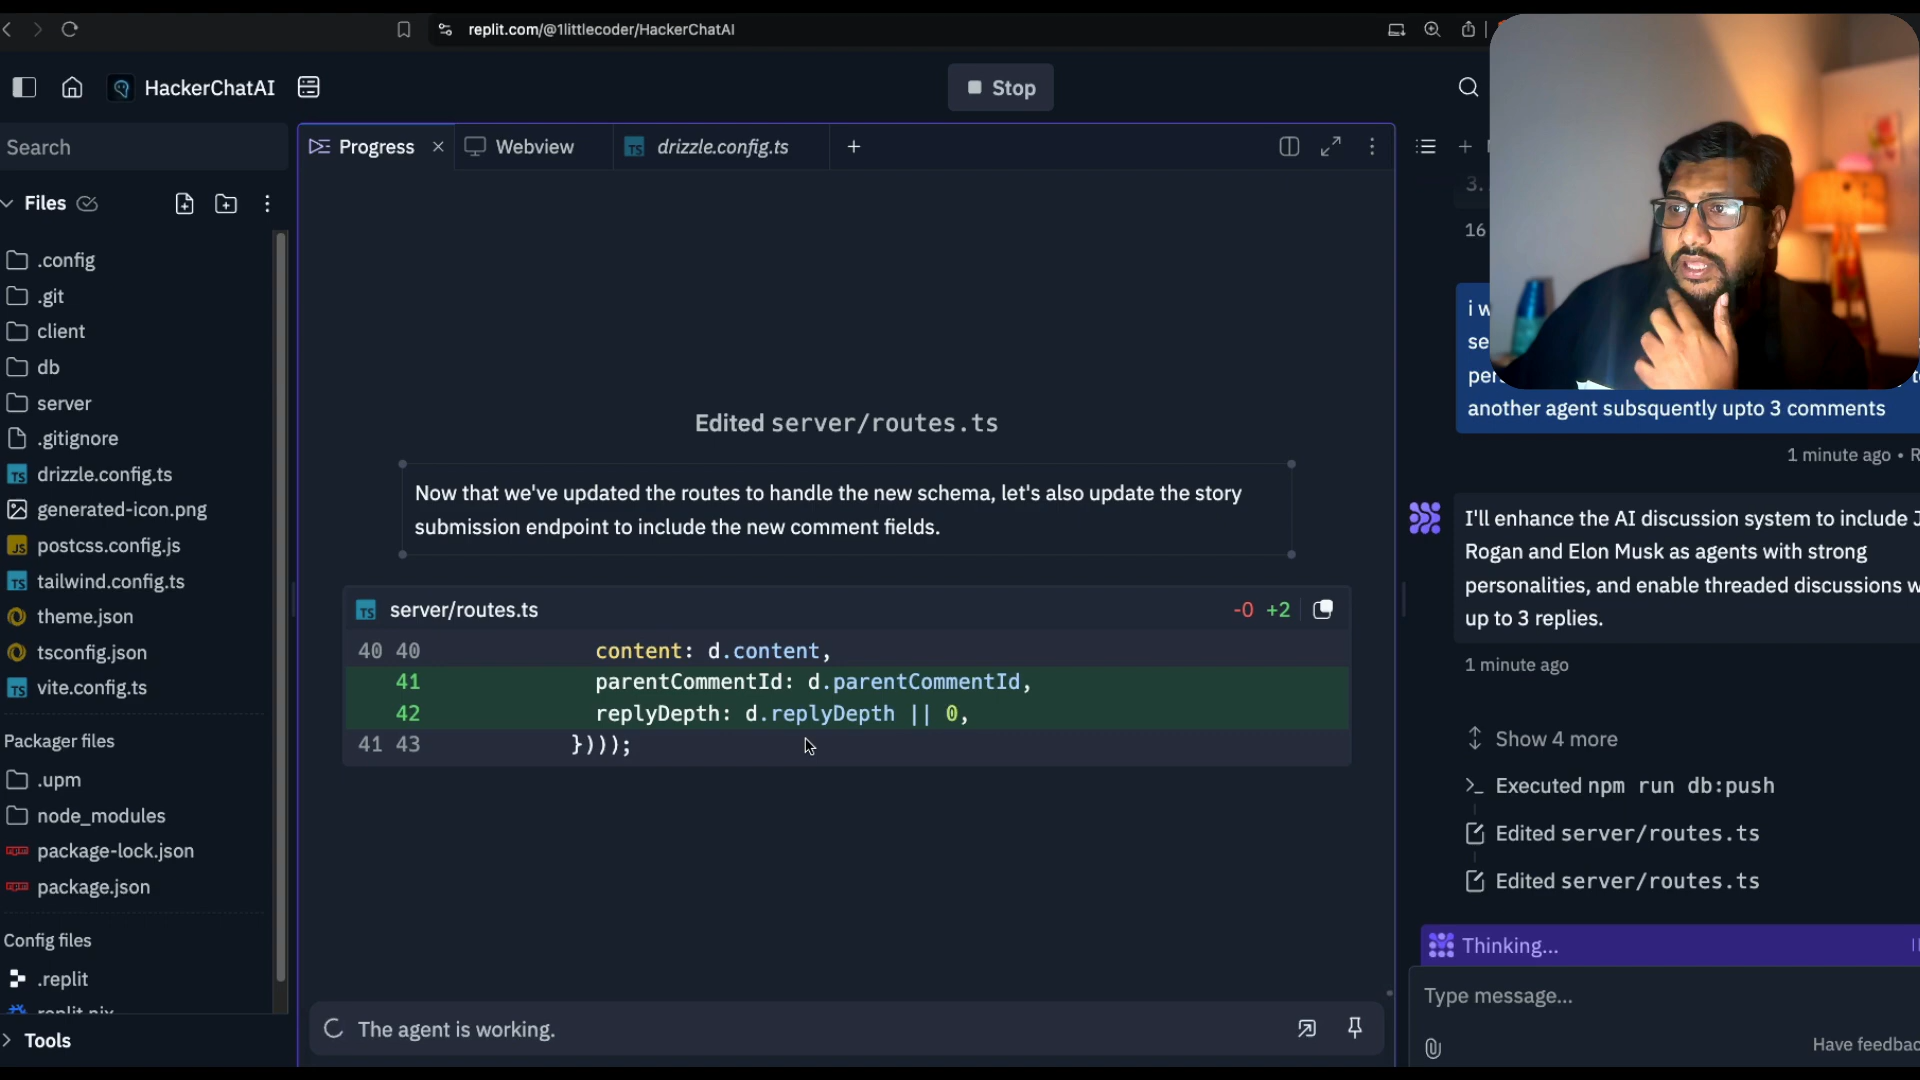 replit.com/@1littlecoder/HackerChatAI
HackerChatAI
Stop
Search
Progress
Webview
drizzle.config.ts
Files
.config
.git
client
db
server
.gitignore
drizzle.config.ts
generated-icon.png
postcss.config.js
tailwind.config.ts
theme.json
tsconfig.json
vite.config.ts
Packager files
.upm
node_modules
package-lock.json
package.json
Config files
.replit
Tools
Edited server/routes.ts
Now that we've updated the routes to handle the new schema, let's also update the story
submission endpoint to include the new comment fields.
server/routes.ts
-0 +2
40 40 content: d.content,
41 parentCommentId: d.parentCommentId,
42 replyDepth: d.replyDepth || 0,
41 43 })));
The agent is working.
3.
16
i w
se
another agent subsquently upto 3 comments
1 minute ago •
I'll enhance the AI discussion system to include
Rogan and Elon Musk as agents with strong
personalities, and enable threaded discussions
up to 3 replies.
1 minute ago
Show 4 more
Executed npm run db:push
Edited server/routes.ts
Edited server/routes.ts
Thinking...
Type message...
Have